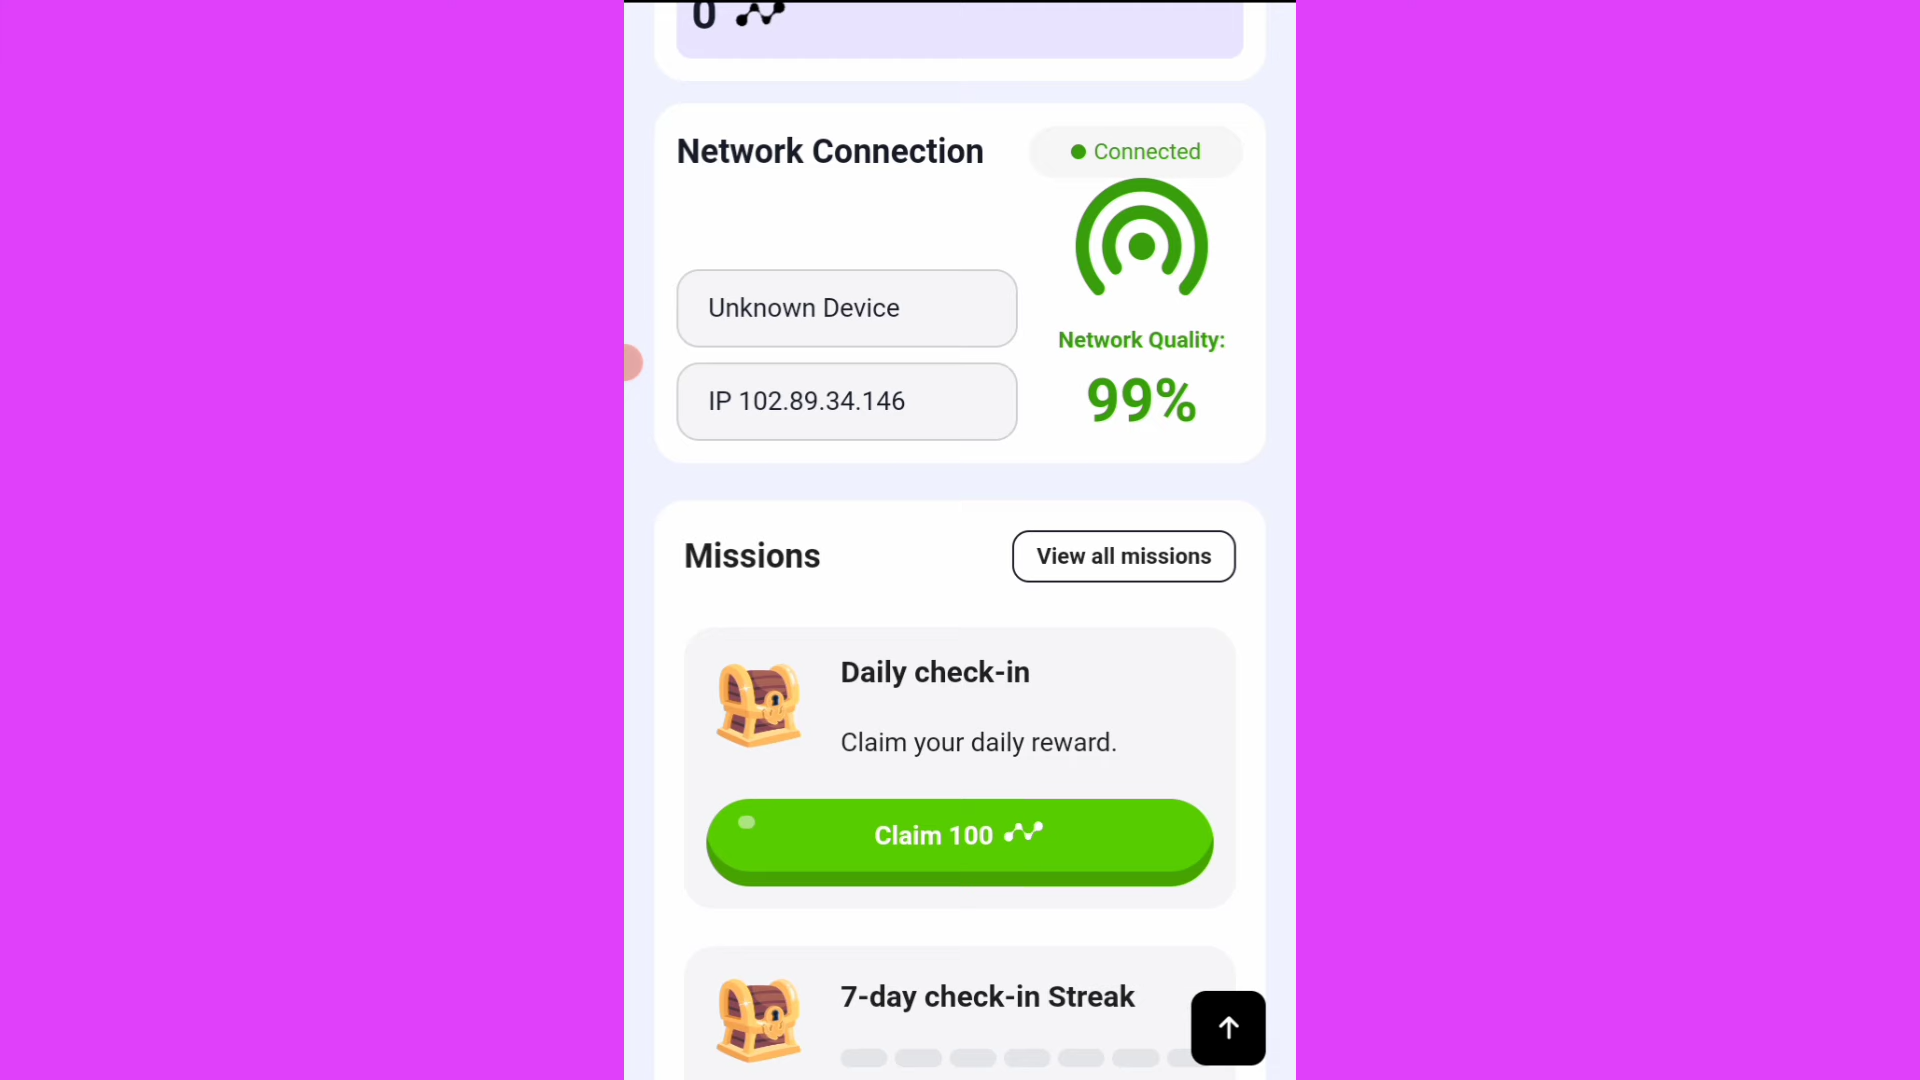 0
Network Connection
Connected
Unknown Device
IP 102.89.34.146
Network Quality:
99%
Missions
View all missions
Daily check-in
Claim your daily reward.
Claim 100
7-day check-in Streak